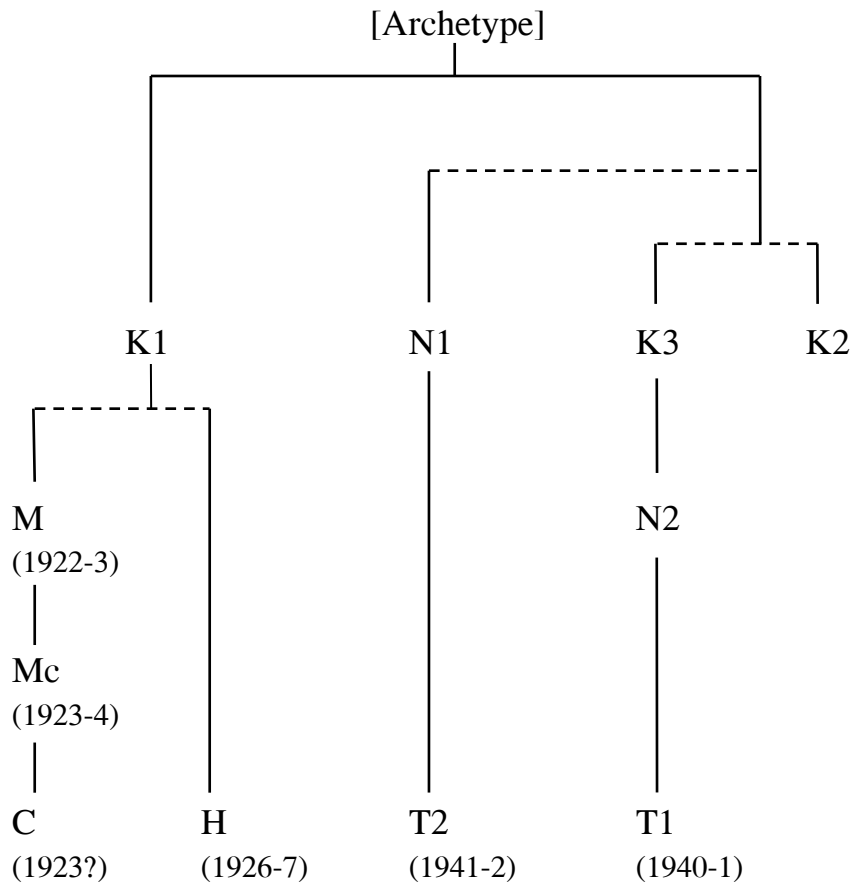 [Archetype]
K1 N1 K3 K2
M N2
(1922-3)
Mc
(1923-4)
C H T2 T1
(1923?) (1926-7) (1941-2) (1940-1)